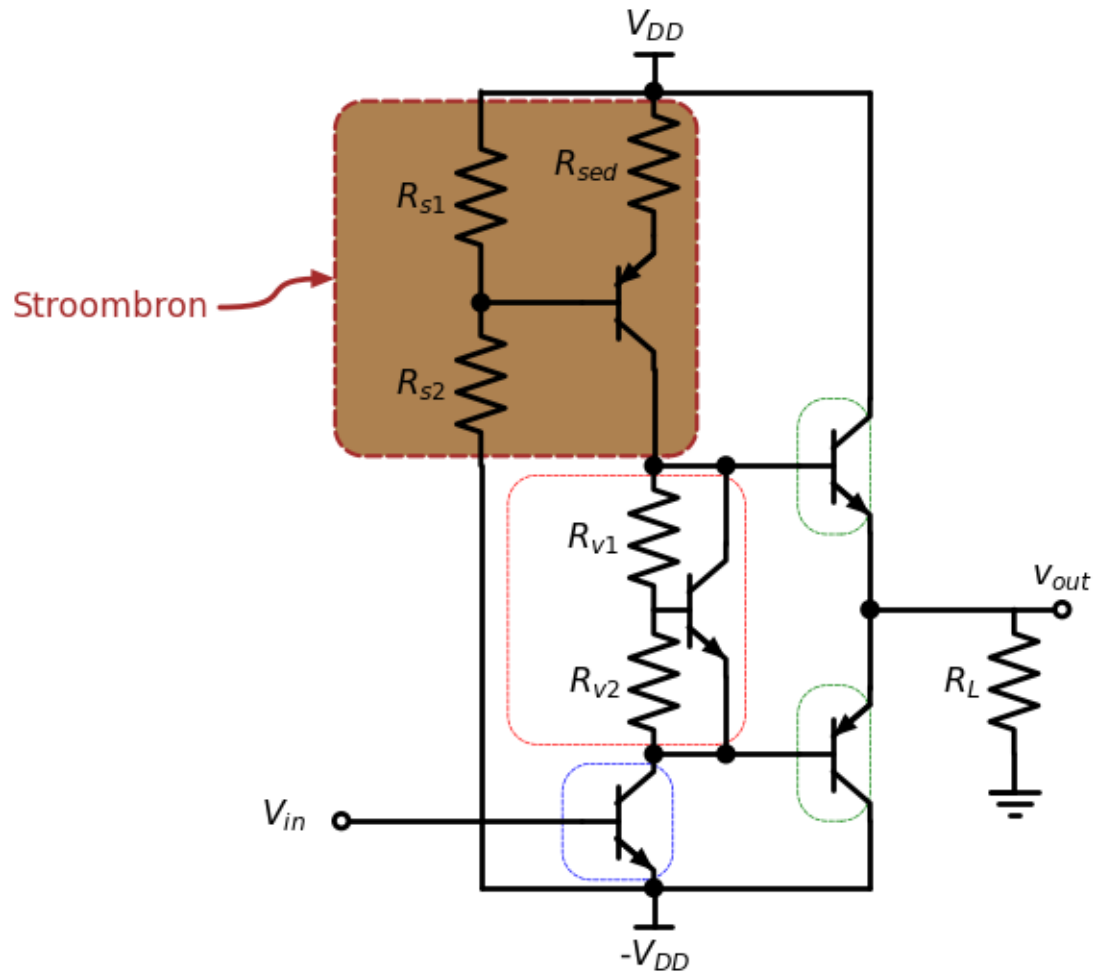 V_DD
R_sed
R_s1
Stroombron
R_s2
R_v1
v_out
R_v2
R_L
V_in
-V_DD